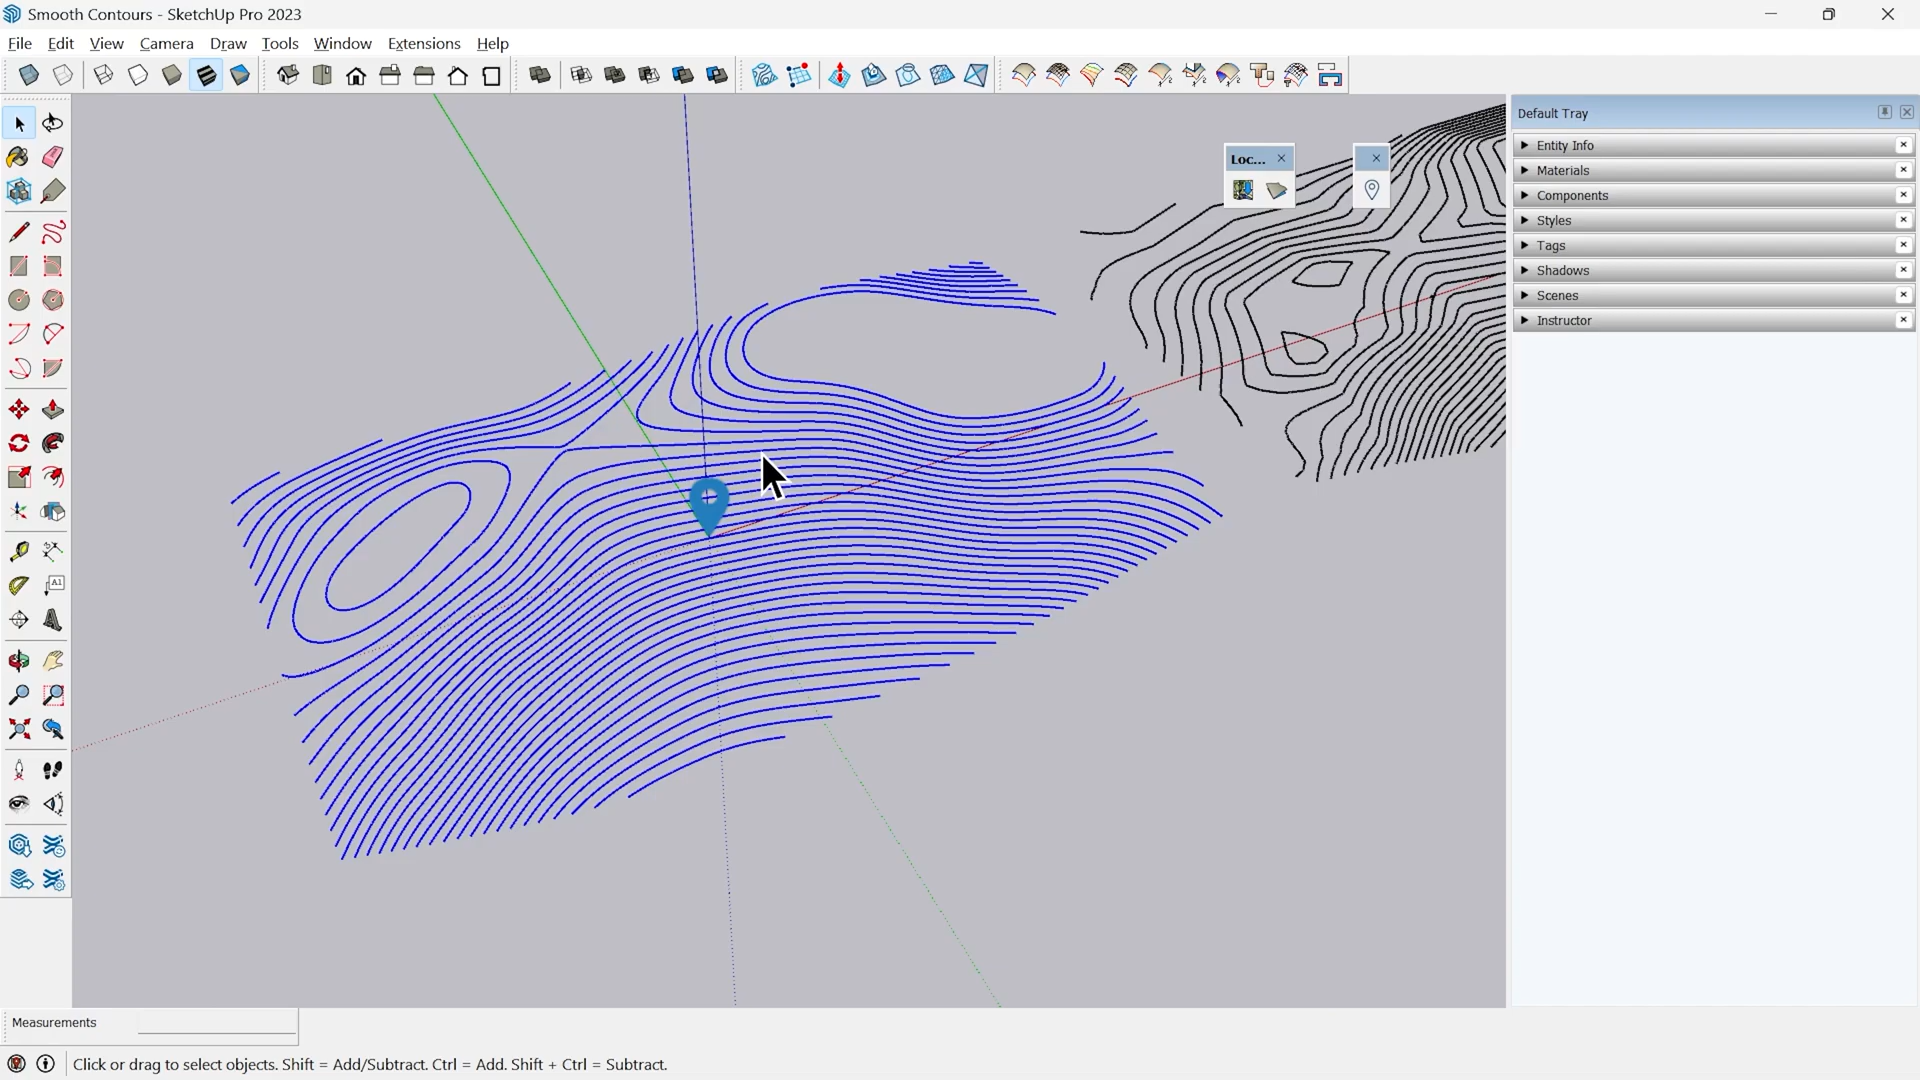 Smooth Contours - SketchUp Pro 2023
File Edit View Camera Draw Tools Window Extensions Help
Default Tray
Loc...
Entity Info
Materials
Components
Styles
Tags
Shadows
Scenes
Instructor
A1
Measurements
Click or drag to select objects. Shift = Add/Subtract. Ctrl = Add. Shift + Ctrl = Subtract.